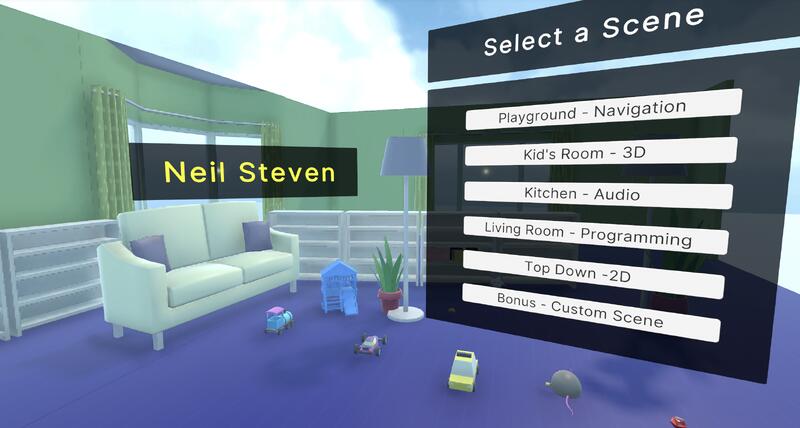 Select a Scene
Neil Steven
Playground - Navigation
Kid's Room - 3D
Kitchen - Audio
Living Room - Programming
Top Down -2D
Bonus - Custom Scene